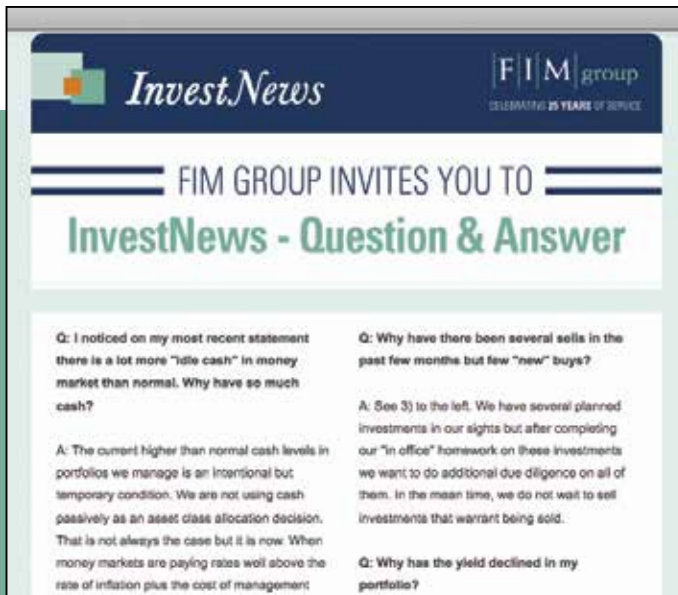 InvestNews
|F|I|M| group
CELEBRATING 25 YEARS OF SERVICE
FIM GROUP INVITES YOU TO
InvestNews - Question & Answer
Q: I noticed on my most recent statement
there is a lot more "idle cash" in money
market than normal. Why have so much
cash?
A: The current higher than normal cash levels in
portfolios we manage is an intentional but
temporary condition. We are not using cash
passively as an asset class allocation decision.
That is not always the case but it is now. When
money markets are paying rates well above the
rate of inflation plus the cost of management
Q: Why have there been several sells in the
past few months but few "new" buys?
A: See 3) to the left. We have several planned
investments in our sights but after completing
our "in office" homework on these investments
we want to do additional due diligence on all of
them. In the mean time, we do not wait to sell
investments that warrant being sold.
Q: Why has the yield declined in my
portfolio?